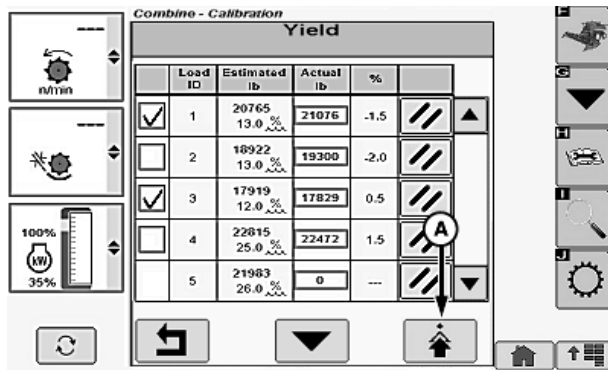 Combine - Calibration
Yield
Load ID Estimated lb Actual lb %
1 20765 13.0 % 21076 -1.5
2 18922 13.0 % 19300 -2.0
3 17919 12.0 % 17829 0.5
4 22815 25.0 % 22472 1.5
5 21983 26.0 % 0 ---
---
n/min
---
100%
kW
35%
A
F
G
H
I
J